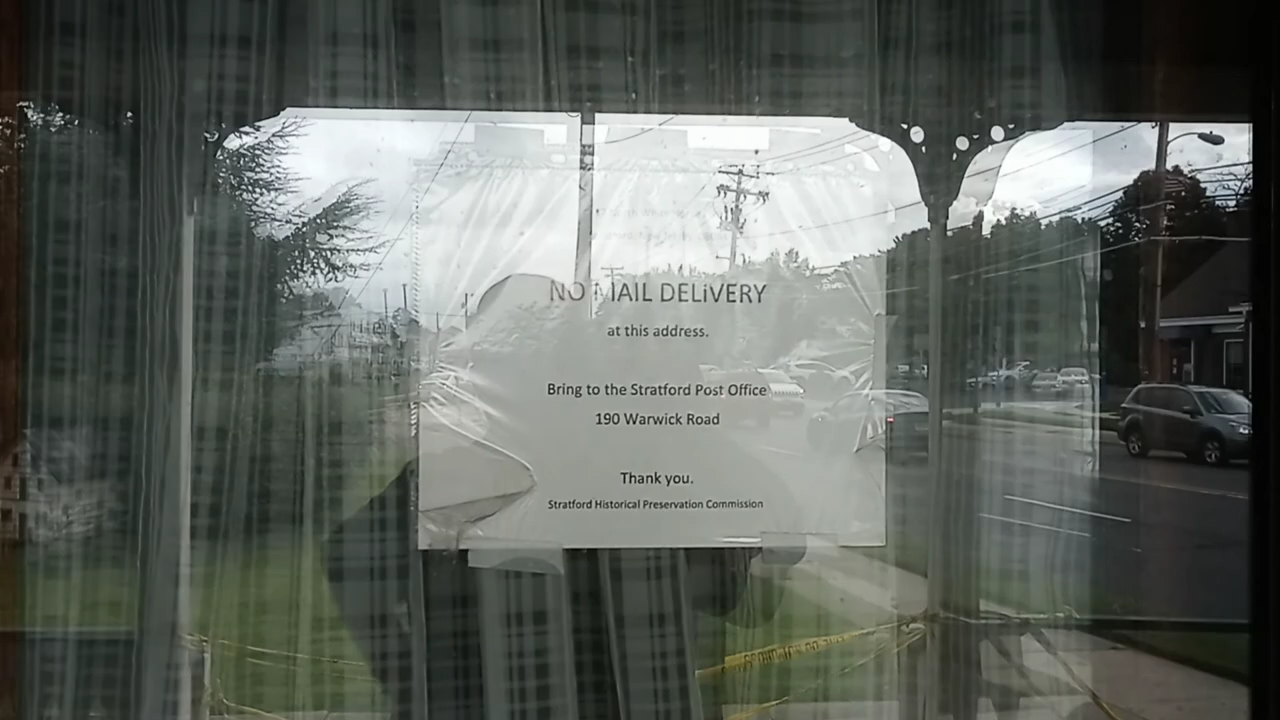 NO MAIL DELiVERY
at this address.
Bring to the Stratford Post Office
190 Warwick Road
Thank you.
Stratford Historical Preservation Commission